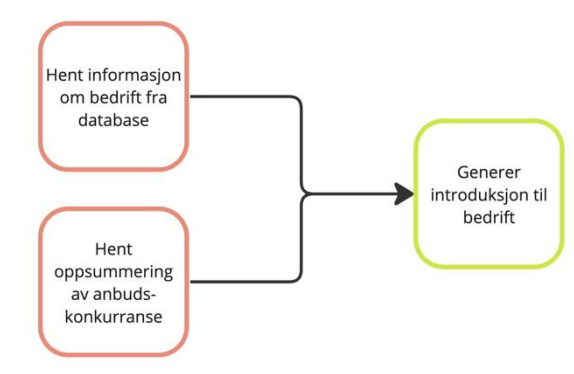 Hent informasjon
om bedrift fra
database
Hent
oppsummering
av anbuds-
konkurranse
Generer
introduksjon til
bedrift